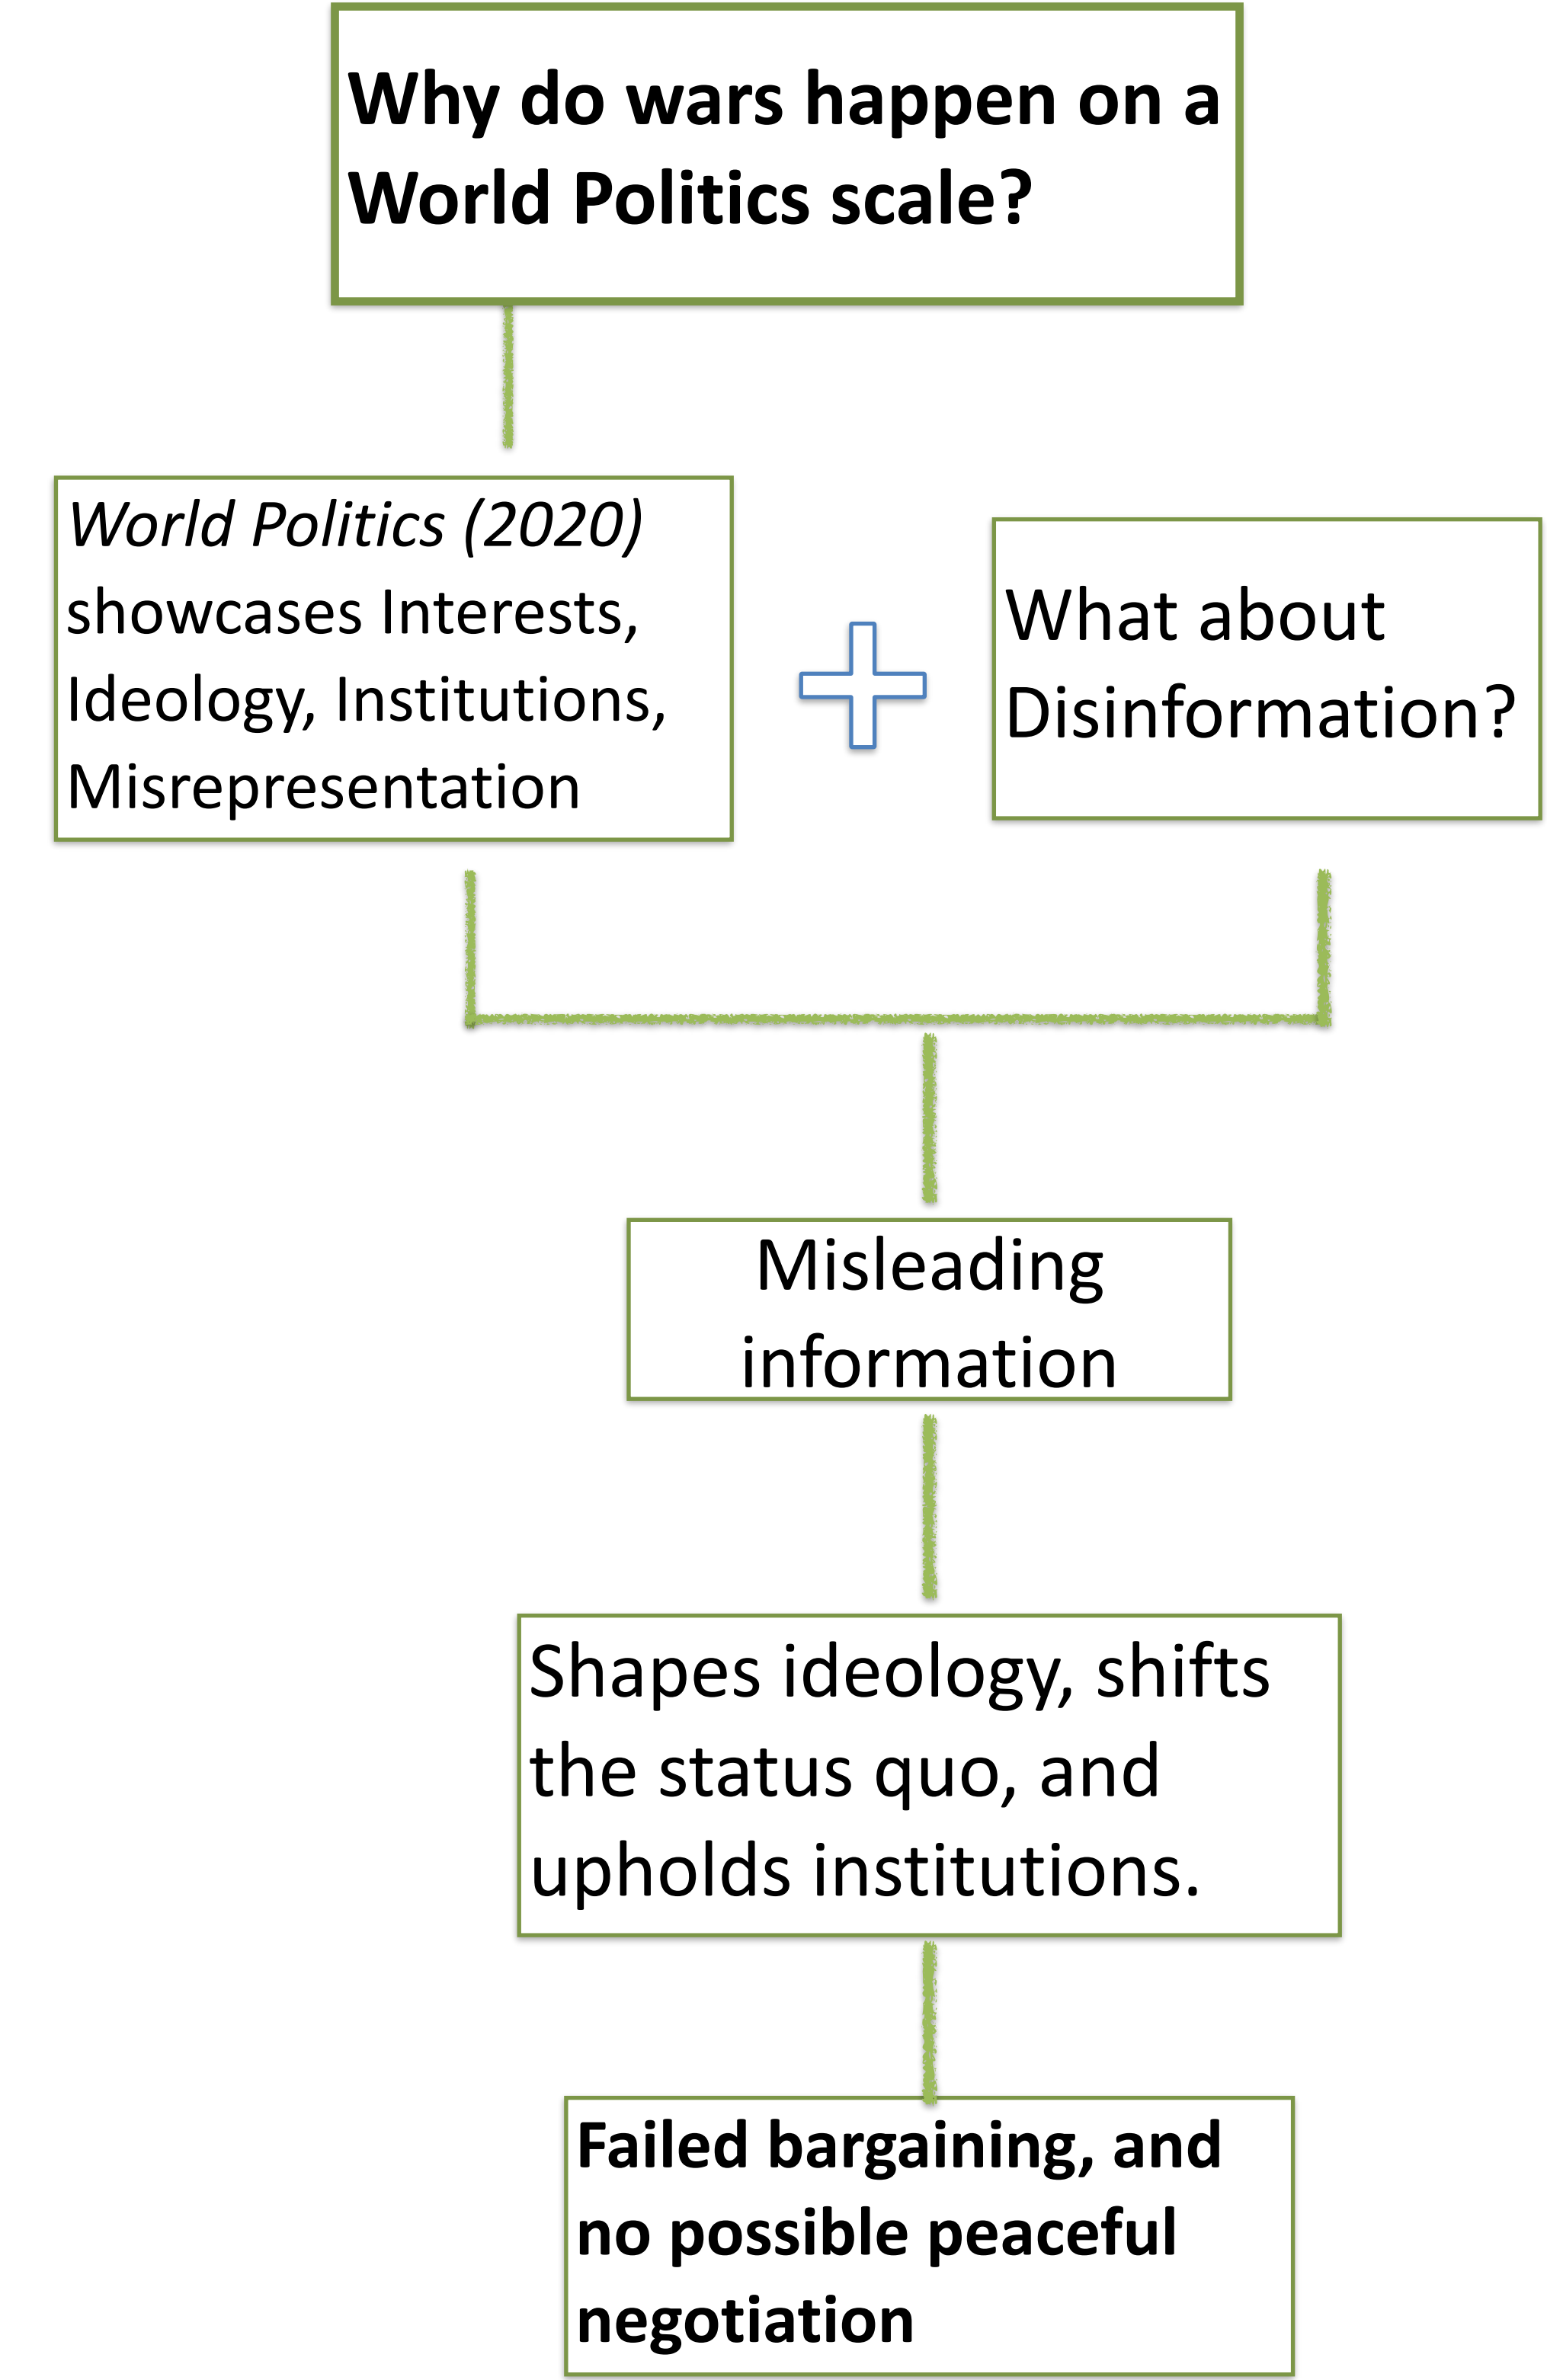 Why do wars happen on a
World Politics scale?
World Politics (2020)
showcases Interests,
Ideology, Institutions,
Misrepresentation
What about
Disinformation?
Misleading
information
Shapes ideology, shifts
the status quo, and
upholds institutions.
Failed bargaining, and
no possible peaceful
negotiation